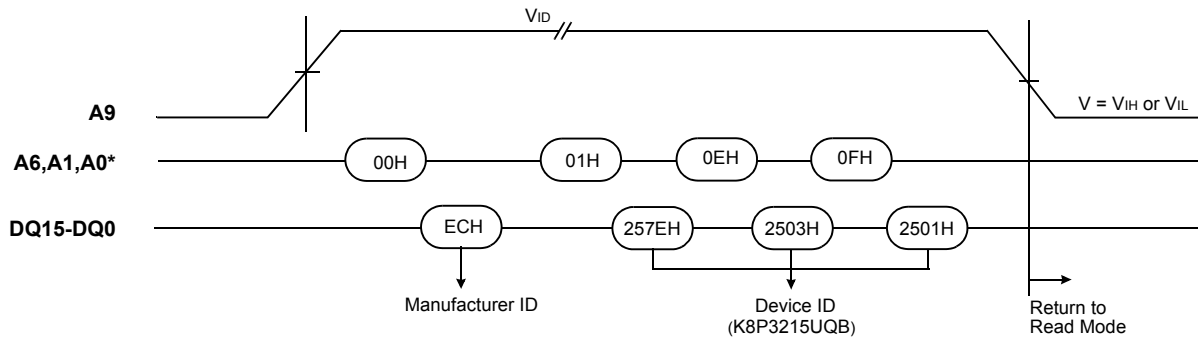 VID
A9
V = VIH or VIL
A6,A1,A0*
00H
01H
0EH
0FH
DQ15-DQ0
ECH
257EH
2503H
2501H
Manufacturer ID
Device ID
(K8P3215UQB)
Return to
Read Mode